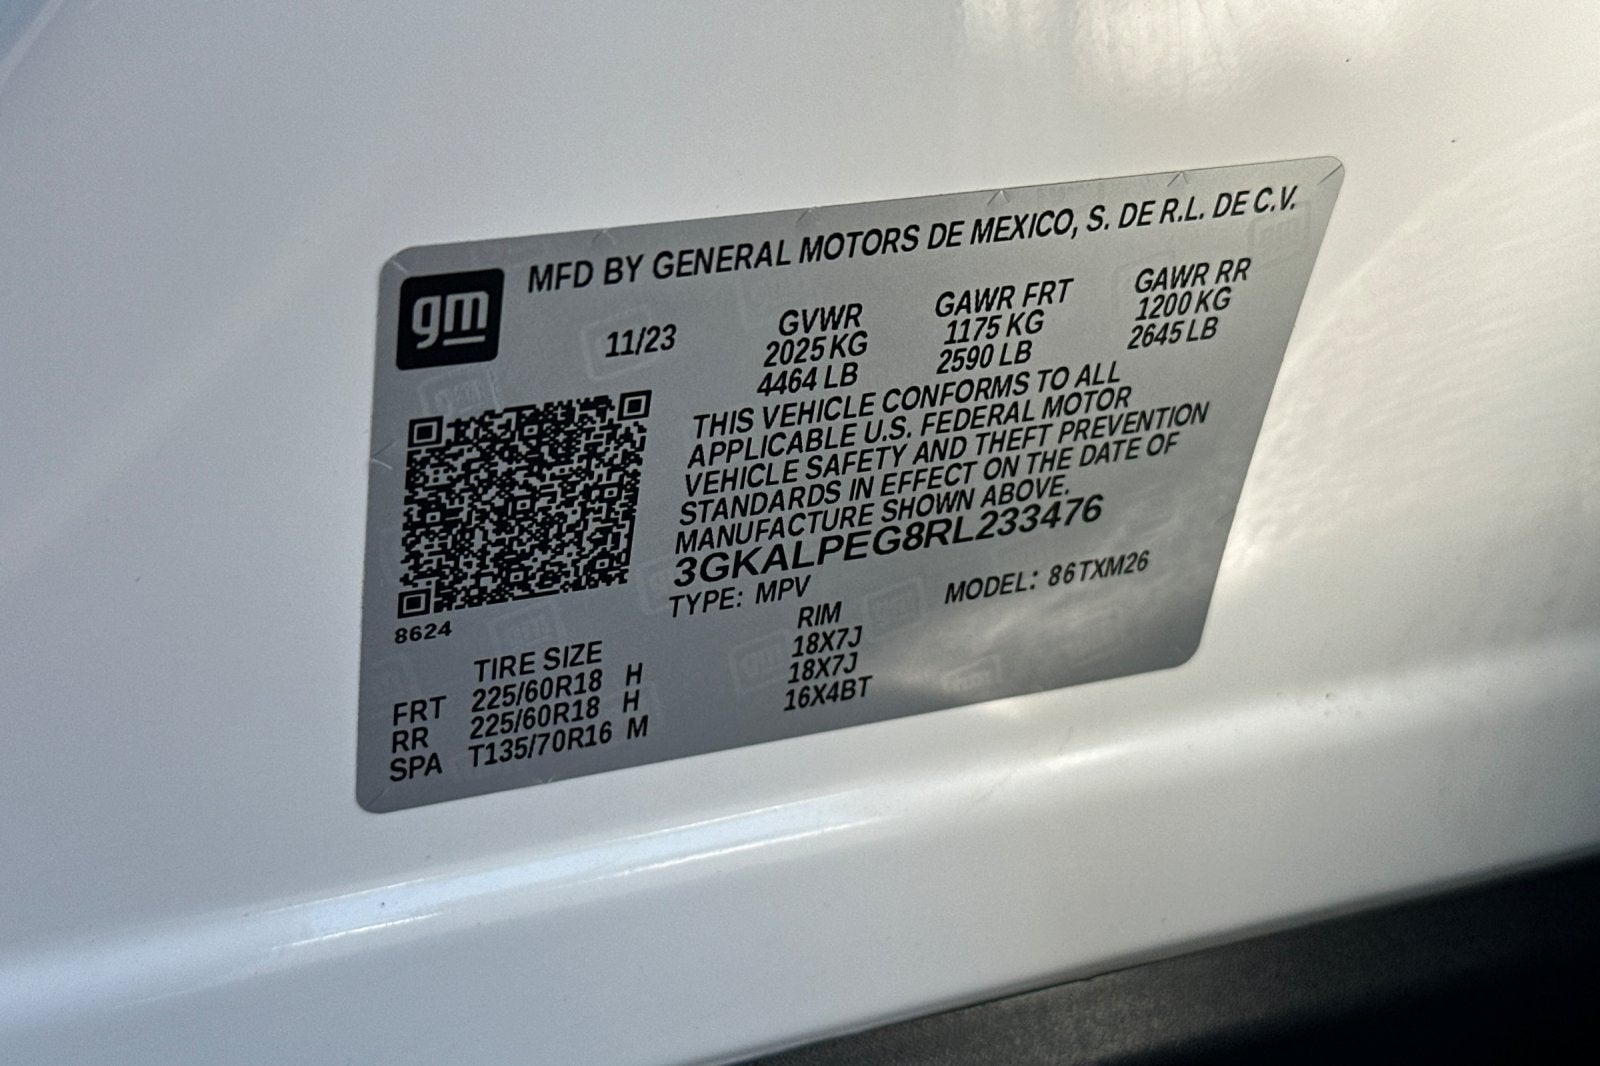 MFD BY GENERAL MOTORS DE MEXICO, S. DE R.L. DE C.V.
gm
11/23
GVWR
2025 KG
4464 LB
GAWR FRT
1175 KG
2590 LB
GAWR RR
1200 KG
2645 LB
THIS VEHICLE CONFORMS TO ALL
APPLICABLE U.S. FEDERAL MOTOR
VEHICLE SAFETY AND THEFT PREVENTION
STANDARDS IN EFFECT ON THE DATE OF
MANUFACTURE SHOWN ABOVE.
3GKALPEG8RL233476
TYPE: MPV MODEL: 86TXM26
8624
TIRE SIZE RIM
FRT 225/60R18 H 18X7J
RR 225/60R18 H 18X7J
SPA T135/70R16 M 16X4BT